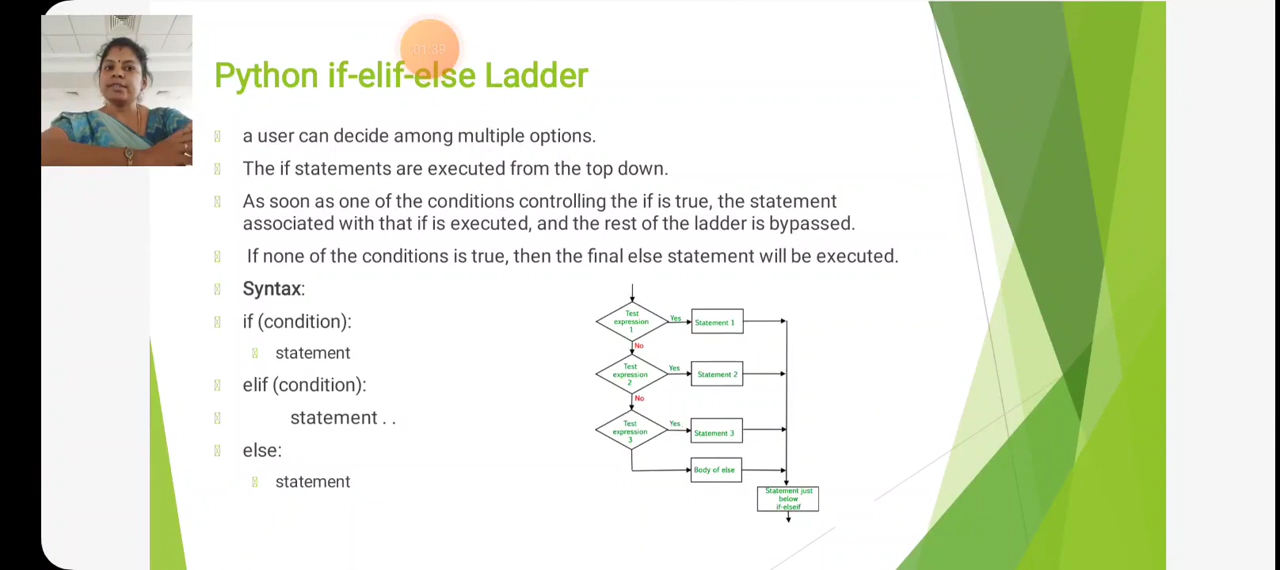 01:39
Python if-elif-else Ladder
a user can decide among multiple options.
The if statements are executed from the top down.
As soon as one of the conditions controlling the if is true, the statement
associated with that if is executed, and the rest of the ladder is bypassed.
If none of the conditions is true, then the final else statement will be executed.
Syntax:
if (condition):
statement
elif (condition):
statement . .
else:
statement
Test
expression
1
Yes
Statement 1
No
Test
expression
2
Yes
Statement 2
No
Test
expression
3
Yes
Statement 3
Body of else
Statement just
below
if-elseif